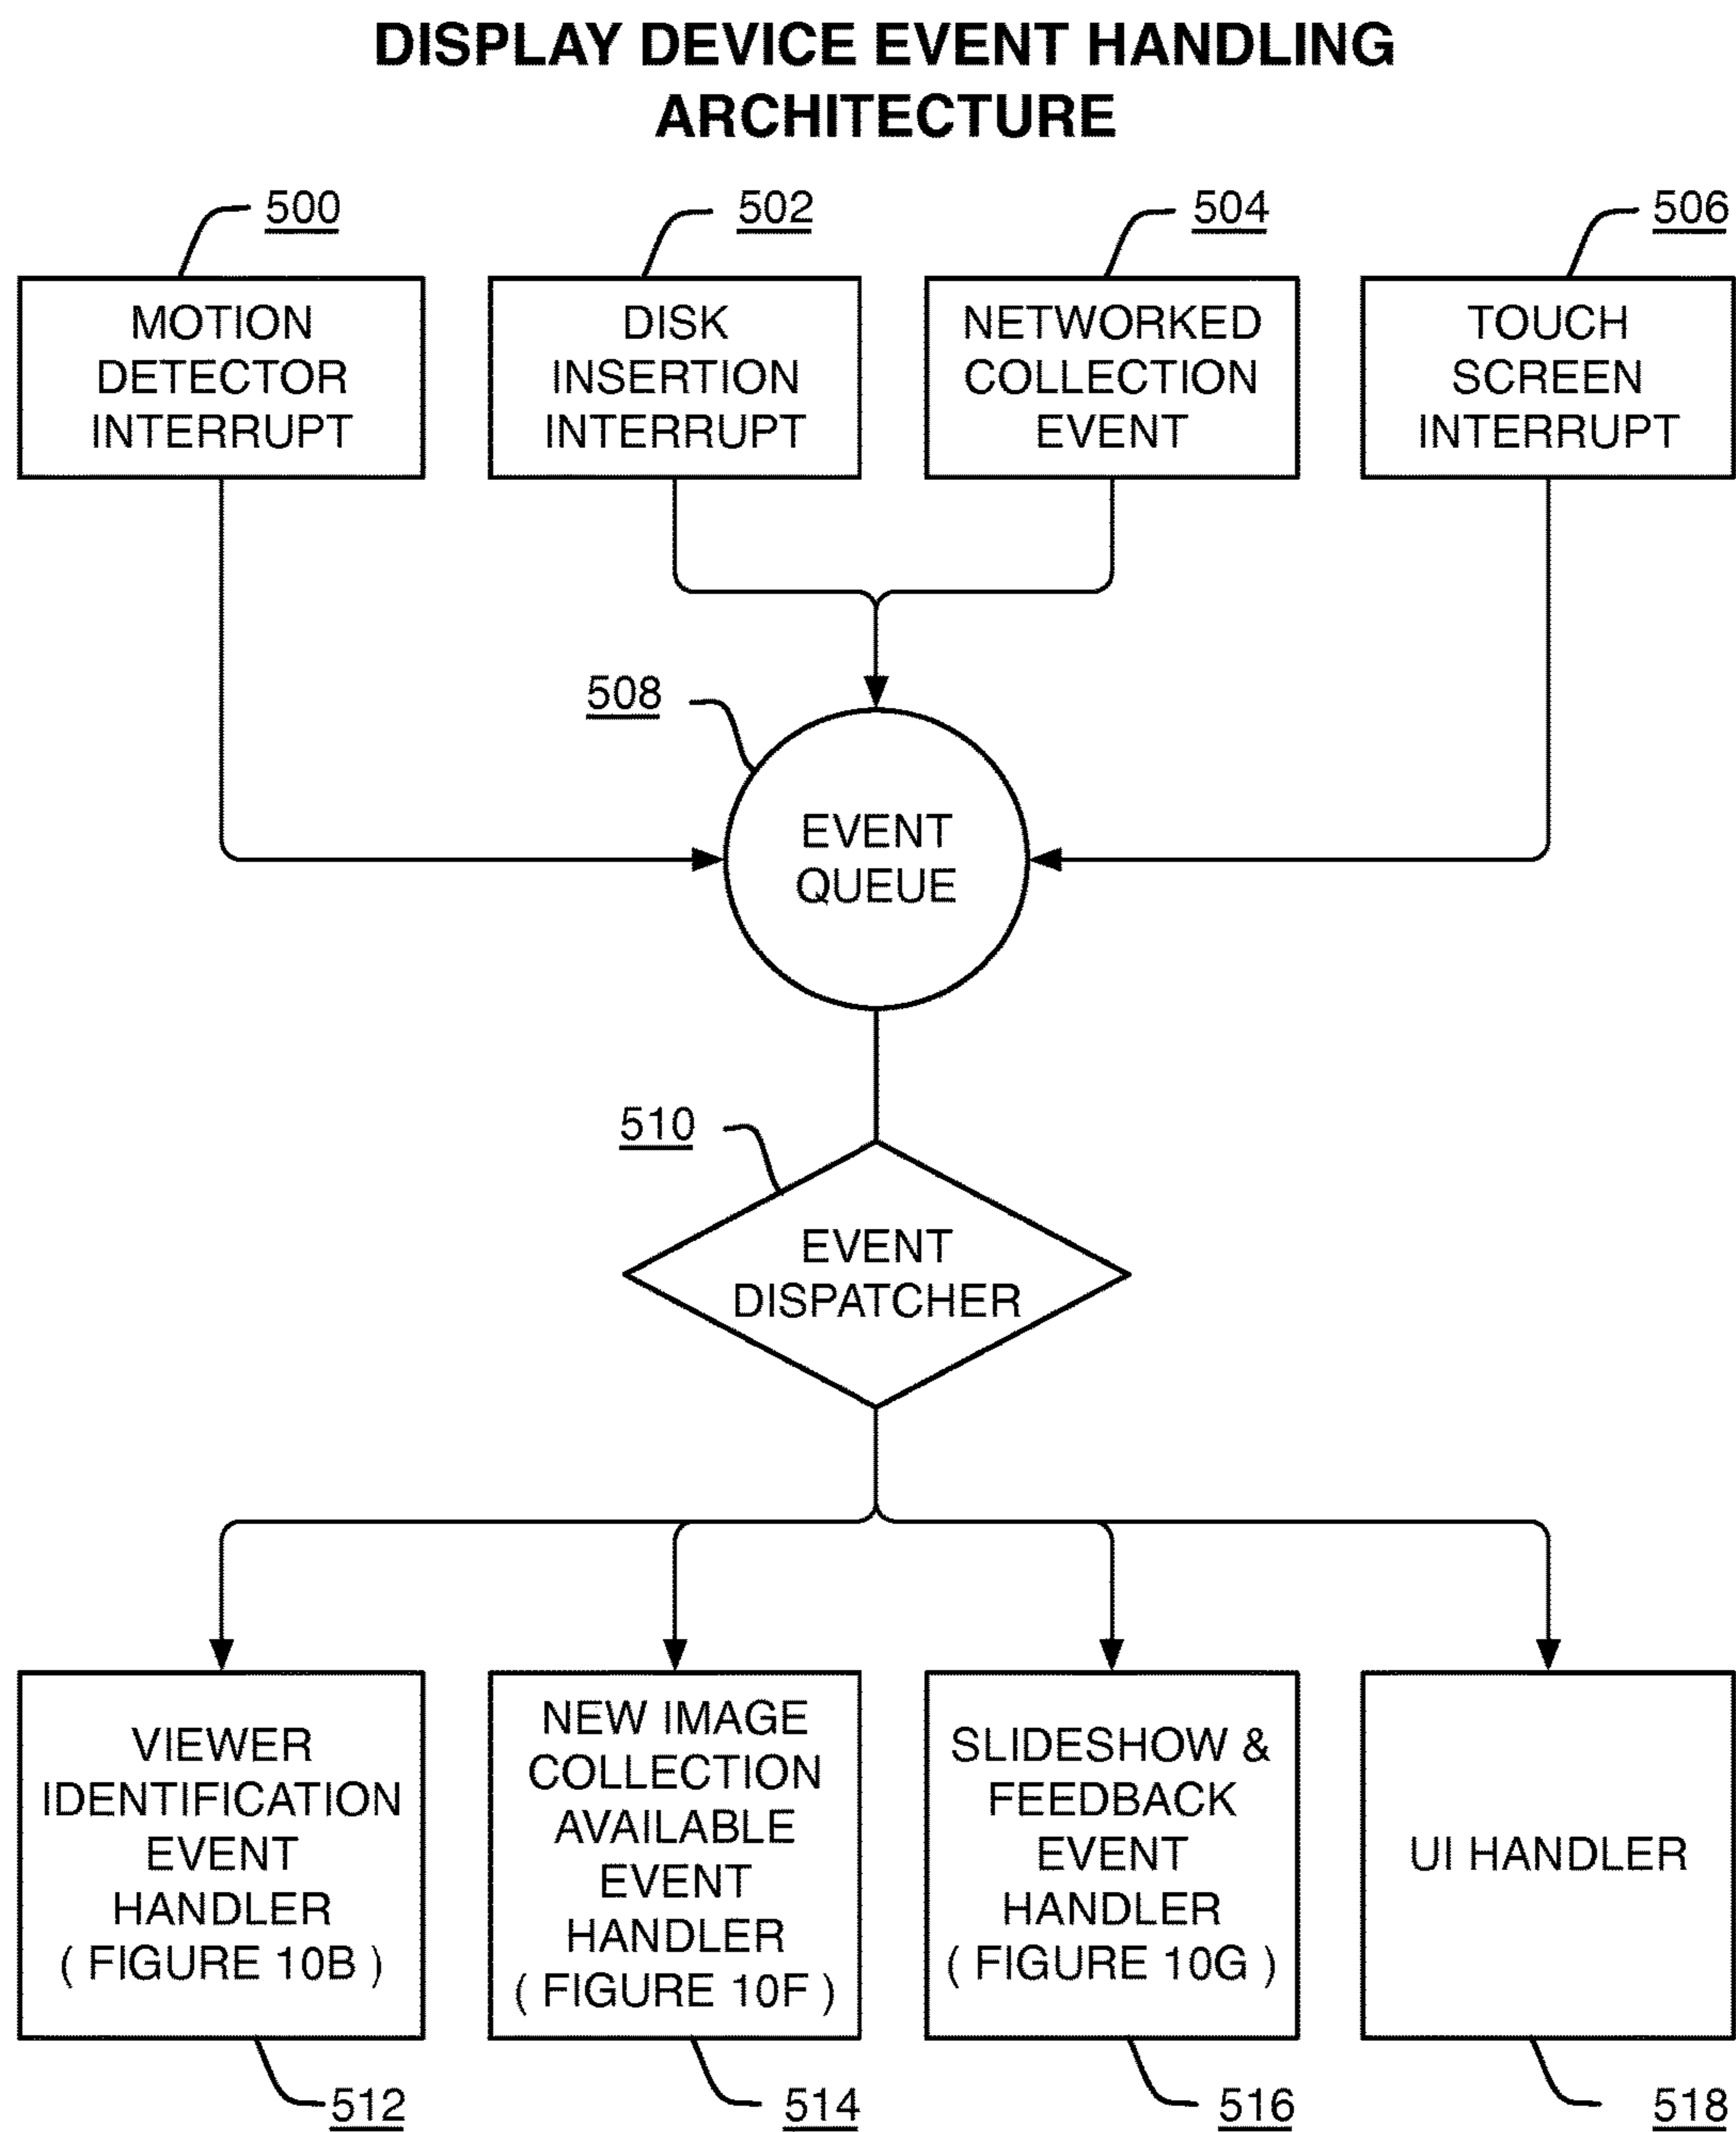 DISPLAY DEVICE EVENT HANDLING
ARCHITECTURE
500
502
504
506
MOTION
DETECTOR
INTERRUPT
DISK
INSERTION
INTERRUPT
NETWORKED
COLLECTION
EVENT
TOUCH
SCREEN
INTERRUPT
508
EVENT
QUEUE
510
EVENT
DISPATCHER
VIEWER
IDENTIFICATION
EVENT
HANDLER
( FIGURE 10B )
NEW IMAGE
COLLECTION
AVAILABLE
EVENT
HANDLER
( FIGURE 10F )
SLIDESHOW &
FEEDBACK
EVENT
HANDLER
( FIGURE 10G )
UI HANDLER
512
514
516
518